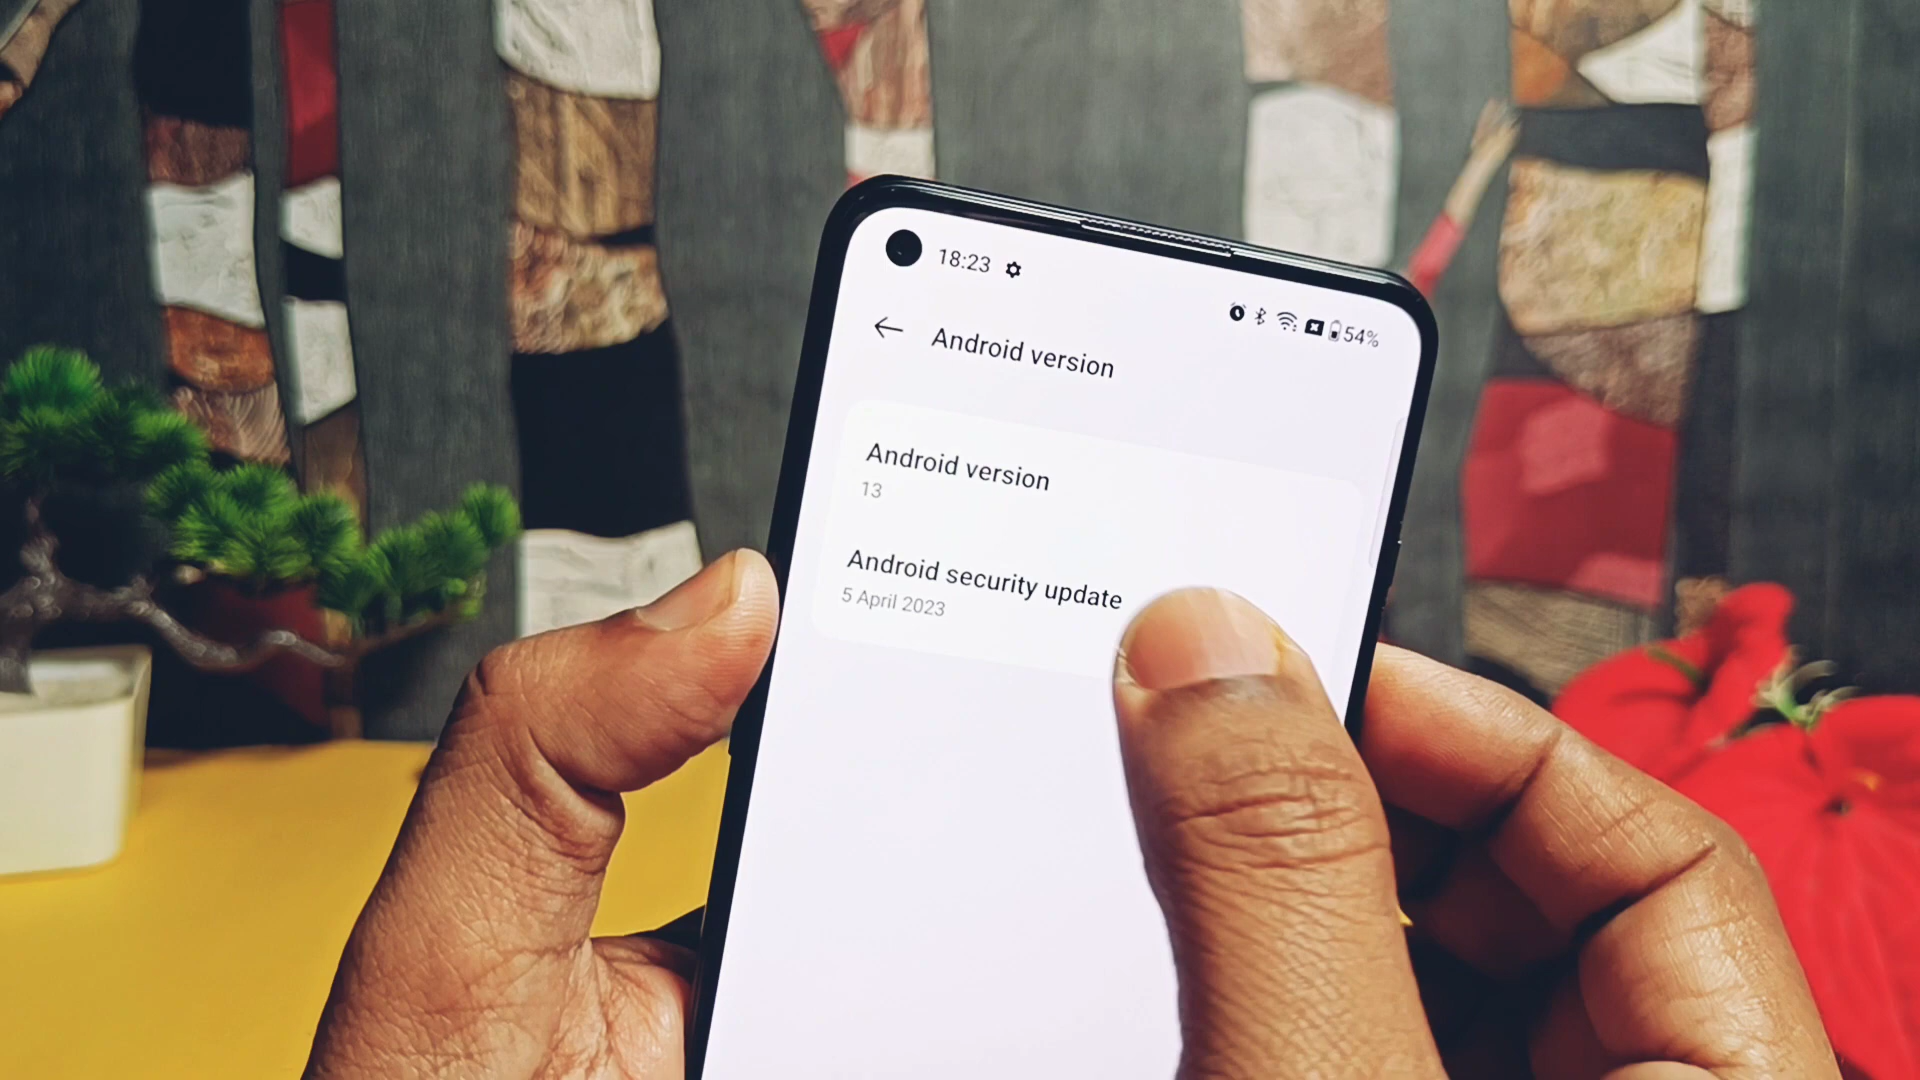 18:23
54%
Android version
Android version
13
Android security update
5 April 2023